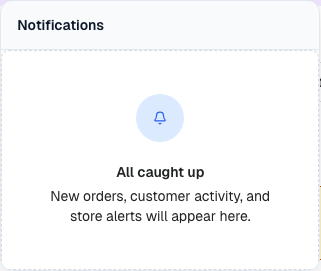 Notifications
All caught up
New orders, customer activity, and
store alerts will appear here.